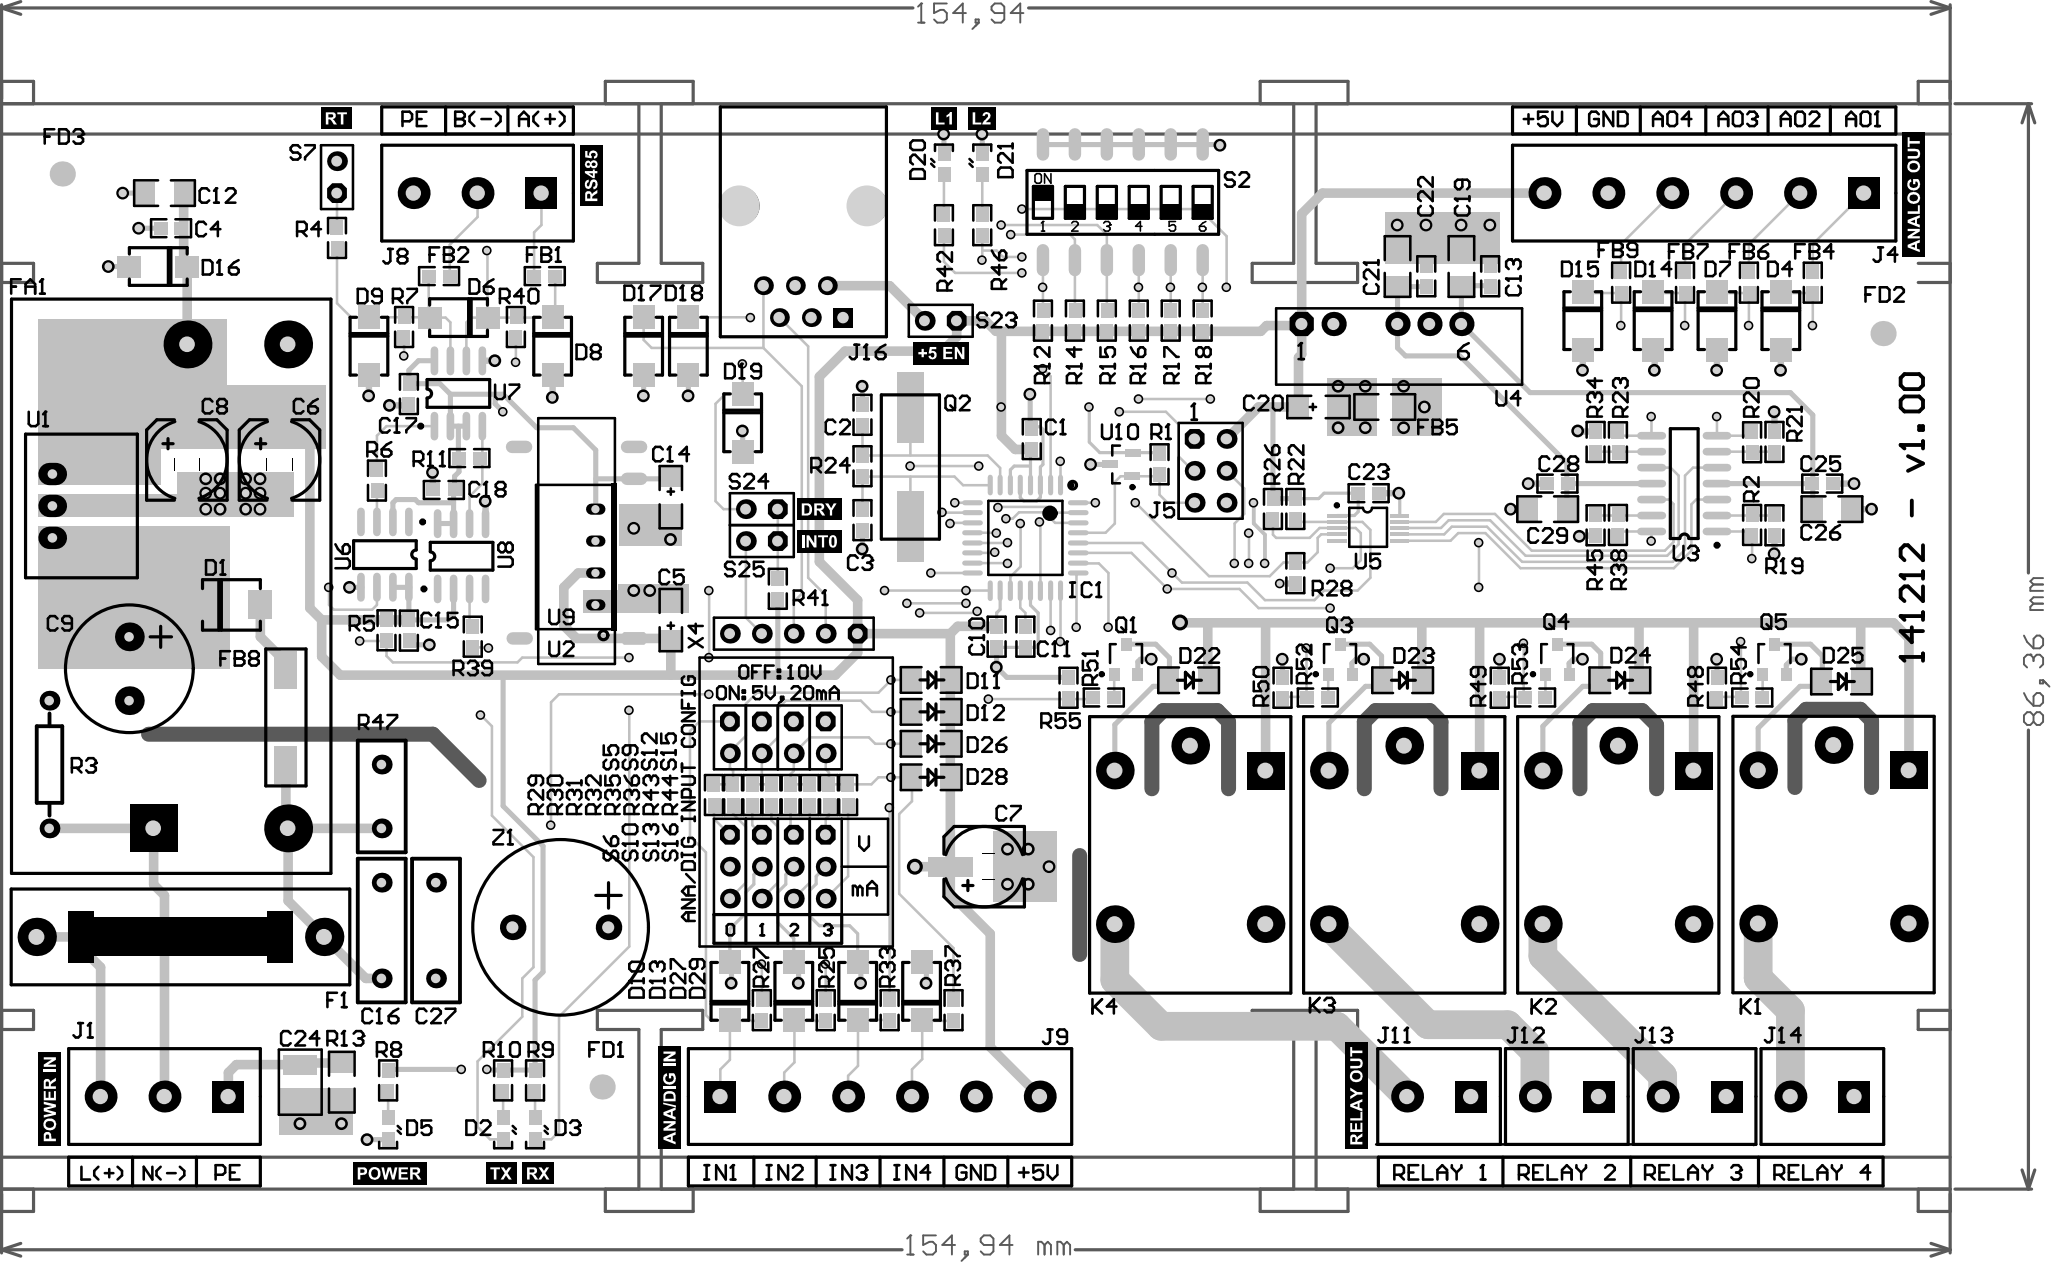 154,94
RT
PE B(-) A(+)
L1 L2
+5V GND AO4 AO3 AO2 AO1
FD3
S7
RS485
D20
D21
ON
1 2 3 4 5 6
S2
C22
C19
ANALOG OUT
C12
R4
C4
J8 FB2 FB1
R42
R46
C21
C13
FB9 FB7 FB6 FB4
J4
D16
FA1
D9 R7 D6 R40
D17 D18
D15 D14 D7 D4
FD2
S23
J16
+5 EN
D8
R12 R14 R15 R16 R17 R18
1 6
U4
D19
U7
C17
Q2
C20
FB5
R34 R23
R20
R21
v1.00
U1
C8 C6
+ +
C2
C1
U10 R1
1
R6
R11
C14
R24
R26 R22
C23
C28
C25
C18
S24
DRY
J5
R2
+
INT0
C3
C29
C26
U6
U8
S25
U5
U3
D1
C5
R41
IC1
R28
R45 R38
R19
141212 -
C9
+
R5
C15
U9
+
X4
C10
C11
Q1
Q3
Q4
Q5
FB8
R39
U2
OFF:10V
ON:5V,20mA
D11
R51
D22
R50
R52
D23
R49
R53
D24
R48
R54
D25
R55
D12
R47
D26
R3
D28
ANA/DIG INPUT CONFIG
R29
R30
R31
R32
R35 S5
R36 S9
R43 S12
R44 S15
S6
S10
S13
S16
Z1
+
V
mA
C7
+
0 1 2 3
D10
D13
D27
D29
R27 R25 R33 R37
F1
C16 C27
K4 K3 K2 K1
J1
C24 R13
R8
R10 R9
FD1
J9
J11 J12 J13 J14
POWER IN
ANA/DIG IN
RELAY OUT
D5
D2
D3
L(+) N(-) PE
POWER
TX RX
IN1 IN2 IN3 IN4 GND +5V
RELAY 1 RELAY 2 RELAY 3 RELAY 4
86,36 mm
154,94 mm